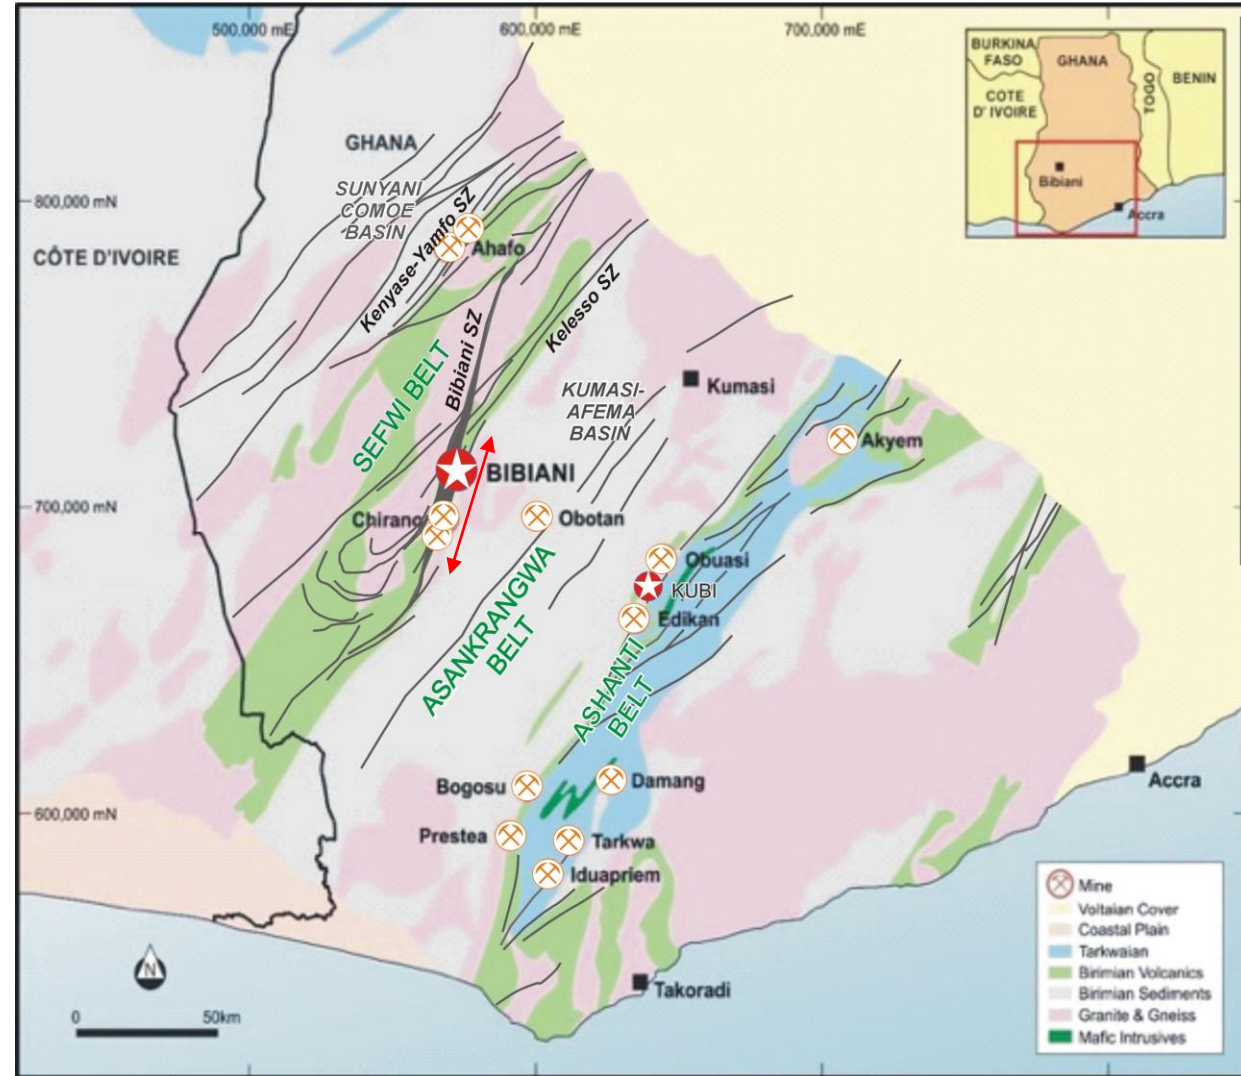 500,000 mE
600,000 mE
700,000 mE
BURKINA
FASO
GHANA
COTE
D' IVOIRE
TOGO
BENIN
Bibiani
Accra
GHANA
SUNYANI
COMOE
BASIN
800,000 mN
CÔTE D'IVOIRE
Kenyase-Yamfo SZ
Ahafo
Bibiani SZ
Kelesso SZ
SEFWI BELT
KUMASI-
AFEMA
BASIN
Kumasi
Akyem
BIBIANI
700,000 mN
Chirano
Obotan
Obuasi
KUBI
Edikan
ASANKRANGWA
BELT
ASHANTI
BELT
Bogosu
Damang
Accra
600,000 mN
Prestea
Tarkwa
Iduapriem
Takoradi
N
0
50km
Mine
Voltaian Cover
Coastal Plain
Tarkwaian
Birimian Volcanics
Birimian Sediments
Granite & Gneiss
Mafic Intrusives